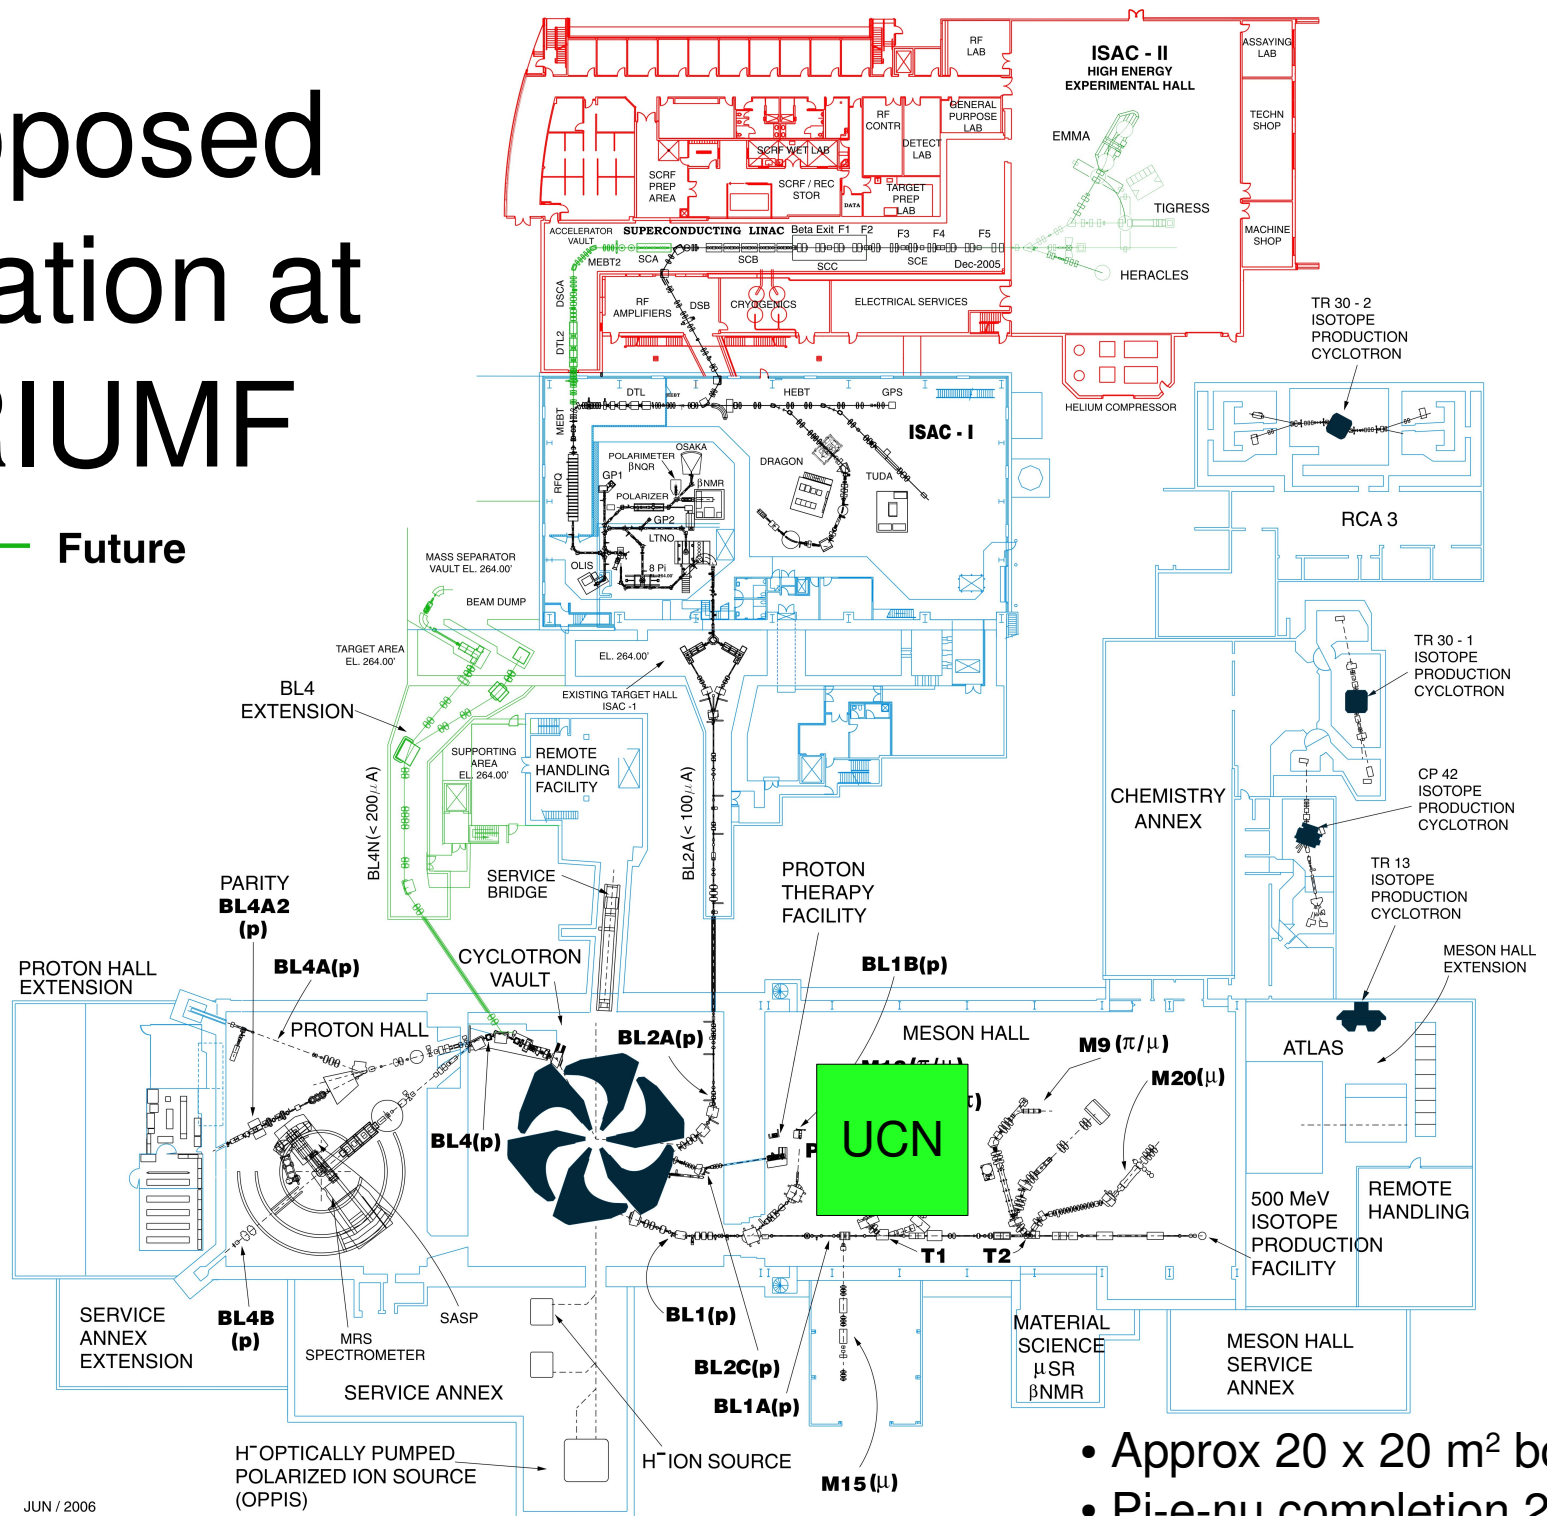 oposed
ation at
RIUMF
Future
RF
LAB
ISAC - II
HIGH ENERGY
EXPERIMENTAL HALL
ASSAYING
LAB
GENERAL
PURPOSE
LAB
RF
CONTR
DETECT
LAB
EMMA
TECHN
SHOP
SCRF WET LAB
SCRF
PREP
AREA
SCRF / REC
STOR
DATA
TARGET
PREP
LAB
TIGRESS
MACHINE
SHOP
ACCELERATOR
VAULT
SUPERCONDUCTING LINAC
Beta Exit F1 F2 F3 F4 F5
MEBT2
SCA
SCB
SCC
SCE
Dec-2005
HERACLES
DSCA
RF
AMPLIFIERS
DSB
CRYOGENICS
ELECTRICAL SERVICES
DTL2
TR 30 - 2
ISOTOPE
PRODUCTION
CYCLOTRON
HELIUM COMPRESSOR
MEBT
DTL
HEBT
GPS
ISAC - I
OSAKA
POLARIMETER
βNQR
DRAGON
TUDA
RFQ
GP1
βNMR
POLARIZER
GP2
LTNO
OLIS
8 Pi
RCA 3
MASS SEPARATOR
VAULT EL. 264.00'
BEAM DUMP
TARGET AREA
EL. 264.00'
EL. 264.00'
EXISTING TARGET HALL
ISAC -1
TR 30 - 1
ISOTOPE
PRODUCTION
CYCLOTRON
BL4
EXTENSION
SUPPORTING
AREA
EL. 264.00'
REMOTE
HANDLING
FACILITY
BL4N(< 200μA)
BL2A(< 100μA)
CHEMISTRY
ANNEX
CP 42
ISOTOPE
PRODUCTION
CYCLOTRON
SERVICE
BRIDGE
PROTON
THERAPY
FACILITY
TR 13
ISOTOPE
PRODUCTION
CYCLOTRON
PARITY
BL4A2
(p)
PROTON HALL
EXTENSION
BL4A(p)
CYCLOTRON
VAULT
BL1B(p)
MESON HALL
EXTENSION
PROTON HALL
BL2A(p)
MESON HALL
M9 (π/μ)
M20(μ)
ATLAS
BL4(p)
UCN
500 MeV
ISOTOPE
PRODUCTION
FACILITY
REMOTE
HANDLING
T1
T2
SERVICE
ANNEX
EXTENSION
BL4B
(p)
SASP
MRS
SPECTROMETER
BL1(p)
MATERIAL
SCIENCE
μSR
βNMR
MESON HALL
SERVICE
ANNEX
SERVICE ANNEX
BL2C(p)
BL1A(p)
H⁻ OPTICALLY PUMPED
POLARIZED ION SOURCE
(OPPIS)
H⁻ ION SOURCE
M15 (μ)
JUN / 2006
• Approx 20 x 20 m² bo
• Pi-e-nu completion 2